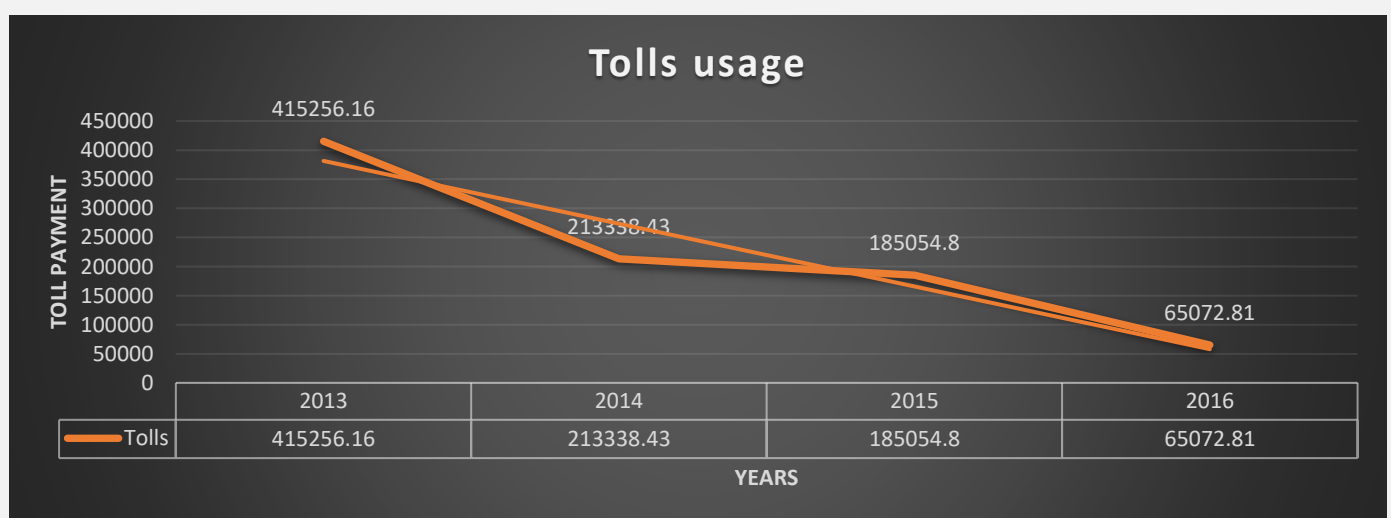 Tolls usage
415256.16
213338.43
185054.8
65072.81
TOLL PAYMENT
450000
400000
350000
300000
250000
200000
150000
100000
50000
0
2013 2014 2015 2016
Tolls 415256.16 213338.43 185054.8 65072.81
YEARS